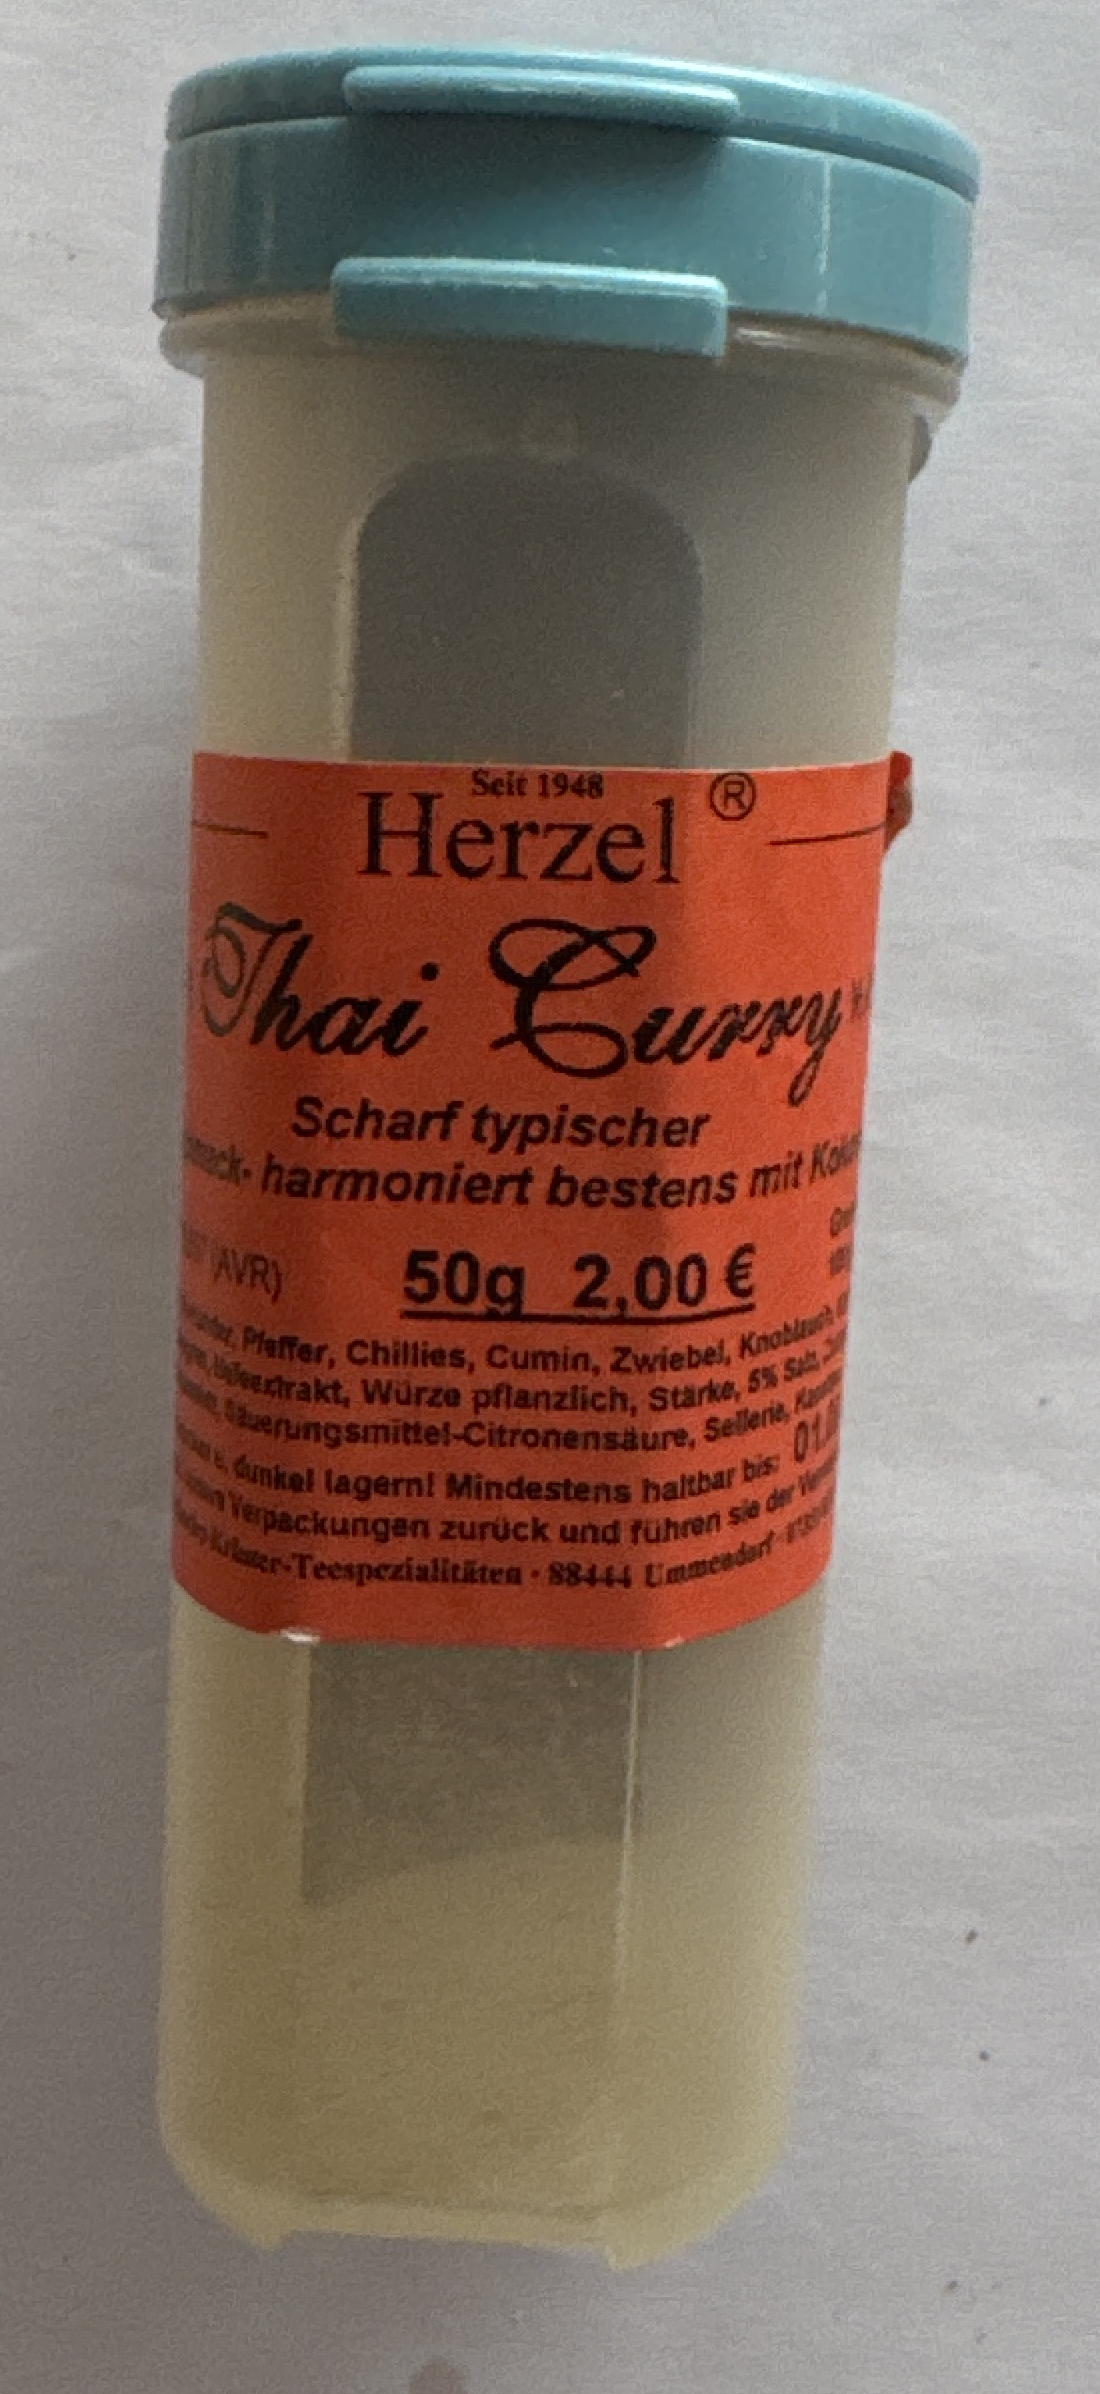 Seit 1948
Herzel ®
Thai Curry
Scharf typischer
harmoniert bestens mit
(AVR) 50g 2,00 €
Pfeffer, Chillies, Cumin, Zwiebel, Knoblauch,
Hefeextrakt, Würze pflanzlich, Stärke, 5% Salz,
Säuerungsmittel-Citronensäure, Sellerie,
dunkel lagern! Mindestens haltbar bis: 01.
Verpackungen zurück und führen sie der
Kräuter-Teespezialitäten · 88444 Ummendorf